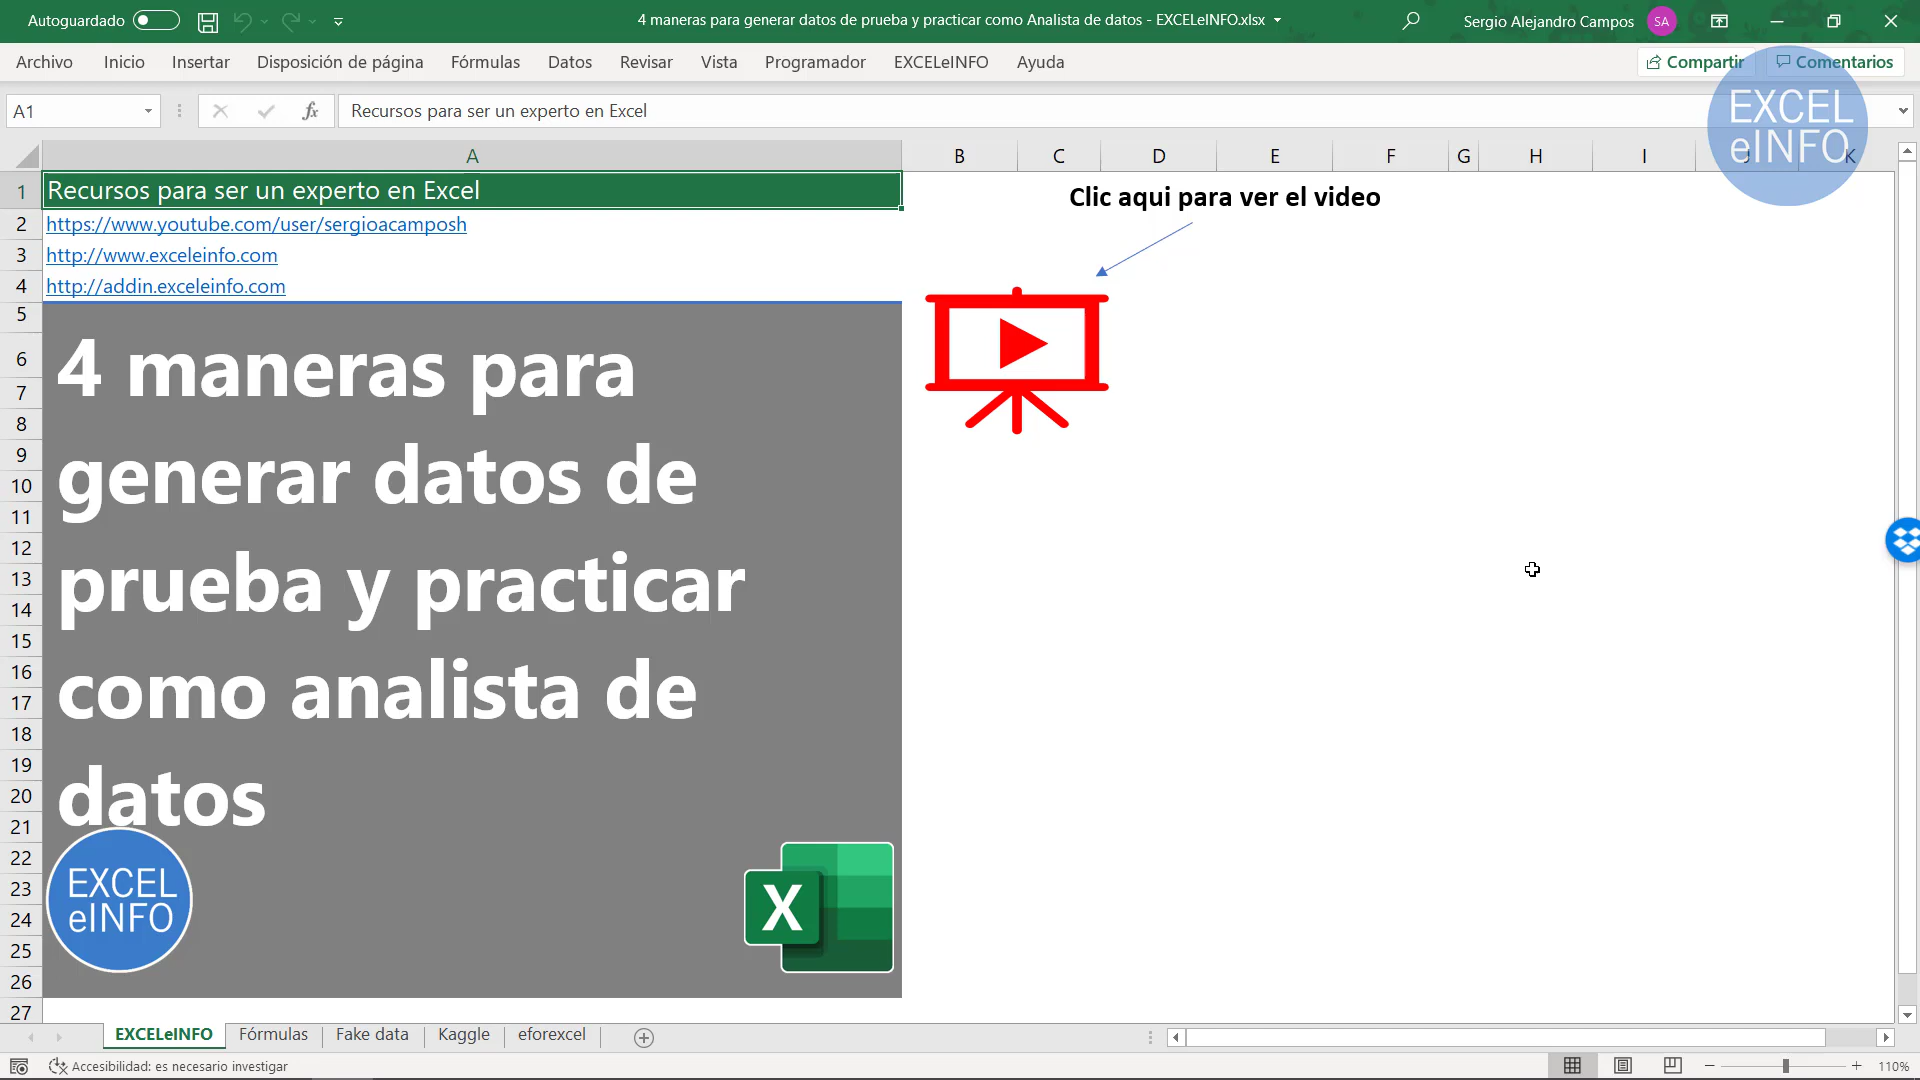 Autoguardado
4 maneras para generar datos de prueba y practicar como Analista de datos - EXCELeINFO.xlsx
Sergio Alejandro Campos
SA
Archivo Inicio Insertar Disposición de página Fórmulas Datos Revisar Vista Programador EXCELeINFO Ayuda
Compartir
Comentarios
A1
fx
Recursos para ser un experto en Excel
EXCEL
eINFO
A B C D E F G H I J K
1 Recursos para ser un experto en Excel
Clic aqui para ver el video
2 https://www.youtube.com/user/sergioacamposh
3 http://www.exceleinfo.com
4 http://addin.exceleinfo.com
5
6
7
8
9
10
11
12
13
14
15
16
17
18
19
20
21
22
23
24
25
26
27
4 maneras para
generar datos de
prueba y practicar
como analista de
datos
EXCEL
eINFO
X
EXCELeINFO Fórmulas Fake data Kaggle eforexcel
Accesibilidad: es necesario investigar
110%